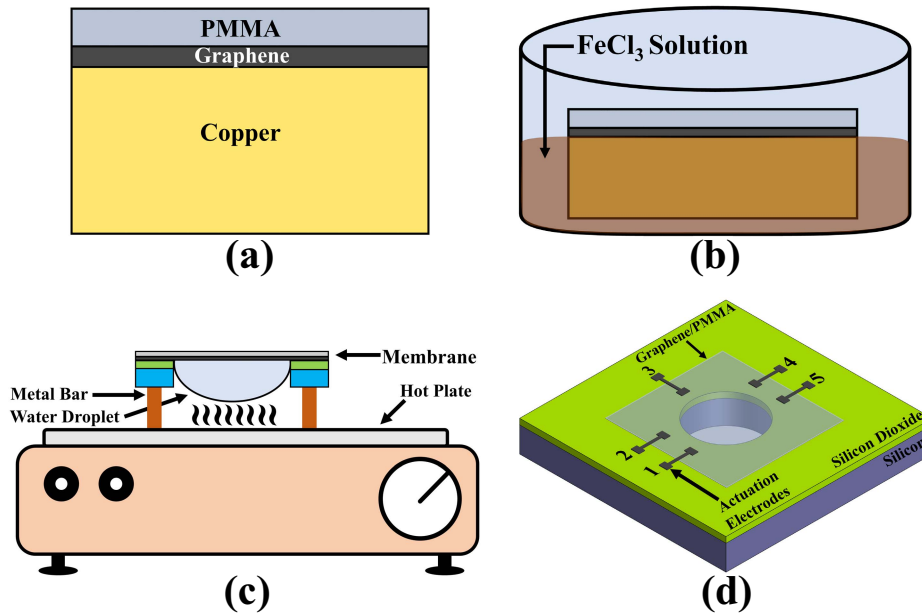 PMMA
Graphene
Copper
(a)
FeCl₃ Solution
(b)
Membrane
Metal Bar
Hot Plate
Water Droplet
(c)
Graphene/PMMA
3
4
5
2
1
Actuation
Electrodes
Silicon Dioxide
Silicon
(d)